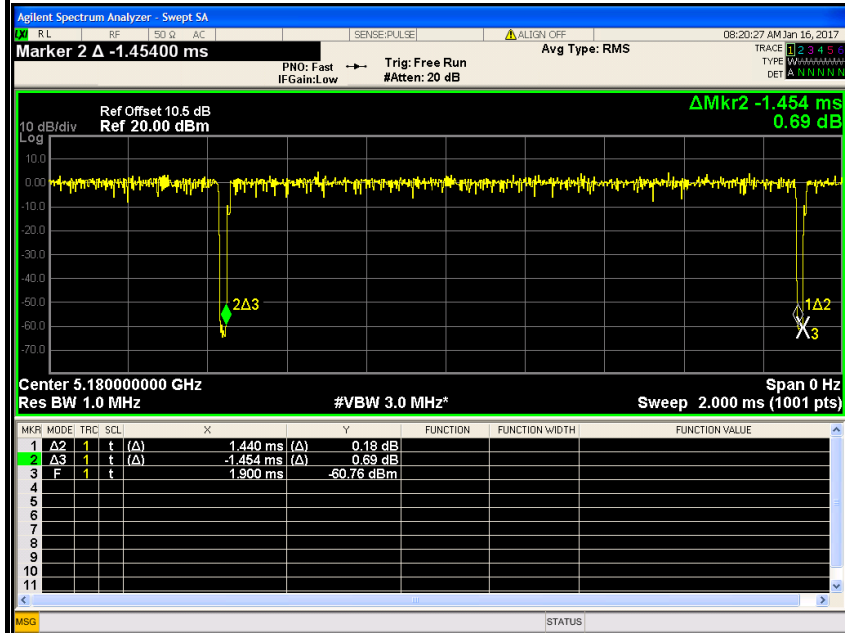 Agilent Spectrum Analyzer - Swept SA
LXI RL RF 50 Ω AC SENSE:PULSE ALIGN OFF 08:20:27 AM Jan 16, 2017
Marker 2 Δ -1.45400 ms
Avg Type: RMS
TRACE 1 2 3 4 5 6
PNO: Fast
Trig: Free Run
TYPE W
IFGain:Low
#Atten: 20 dB
DET A N N N N N
ΔMkr2 -1.454 ms
0.69 dB
Ref Offset 10.5 dB
10 dB/div Ref 20.00 dBm
Log
10.0
0.00
-10.0
-20.0
-30.0
-40.0
-50.0
-60.0
-70.0
2Δ3
1Δ2
3
Center 5.180000000 GHz Span 0 Hz
Res BW 1.0 MHz #VBW 3.0 MHz* Sweep 2.000 ms (1001 pts)
MKR MODE TRC SCL X Y FUNCTION FUNCTION WIDTH FUNCTION VALUE
1 Δ2 1 t (Δ) 1.440 ms (Δ) 0.18 dB
2 Δ3 1 t (Δ) -1.454 ms (Δ) 0.69 dB
3 F 1 t 1.900 ms -60.76 dBm
4
5
6
7
8
9
10
11
MSG STATUS